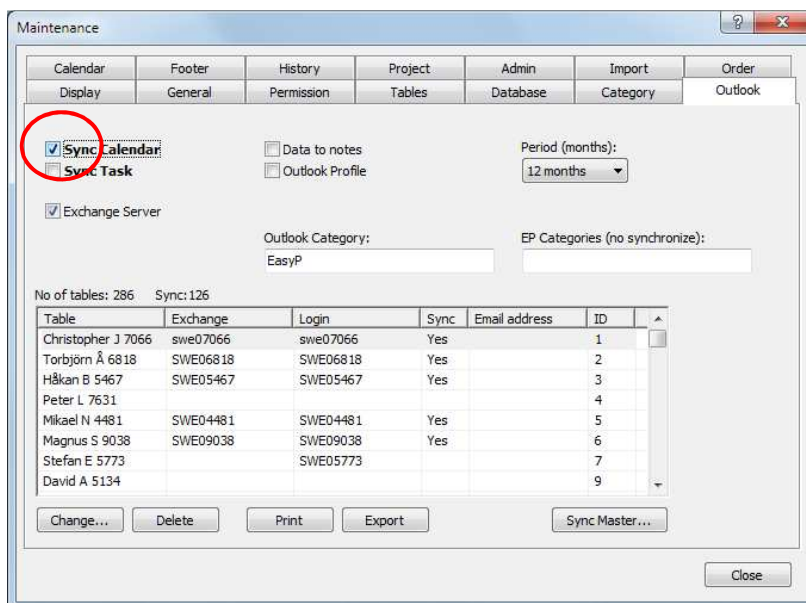 Maintenance
Calendar Footer History Project Admin Import Order
Display General Permission Tables Database Category Outlook
Sync Calendar Data to notes Period (months):
Sync Task Outlook Profile 12 months
Exchange Server
Outlook Category: EP Categories (no synchronize):
EasyP
No of tables: 286 Sync:126
Table Exchange Login Sync Email address ID
Christopher J 7066 swe07066 swe07066 Yes 1
Torbjörn Å 6818 SWE06818 SWE06818 Yes 2
Håkan B 5467 SWE05467 SWE05467 Yes 3
Peter L 7631 4
Mikael N 4481 SWE04481 SWE04481 Yes 5
Magnus S 9038 SWE09038 SWE09038 Yes 6
Stefan E 5773 SWE05773 7
David A 5134 9
Change... Delete Print Export Sync Master...
Close